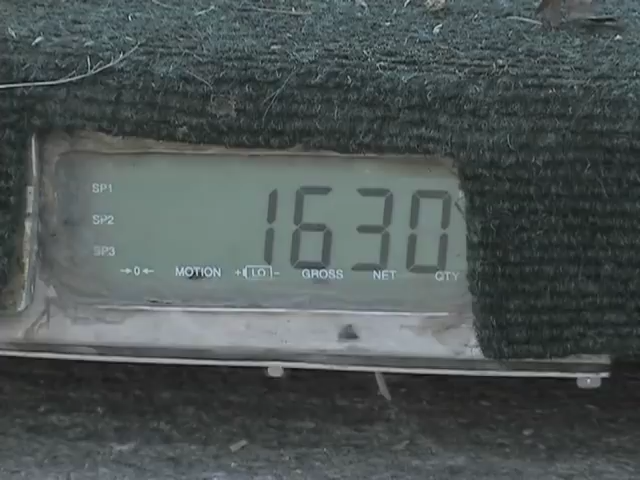 SP1
1630
SP2
SP3
→0← MOTION +LO- GROSS NET QTY